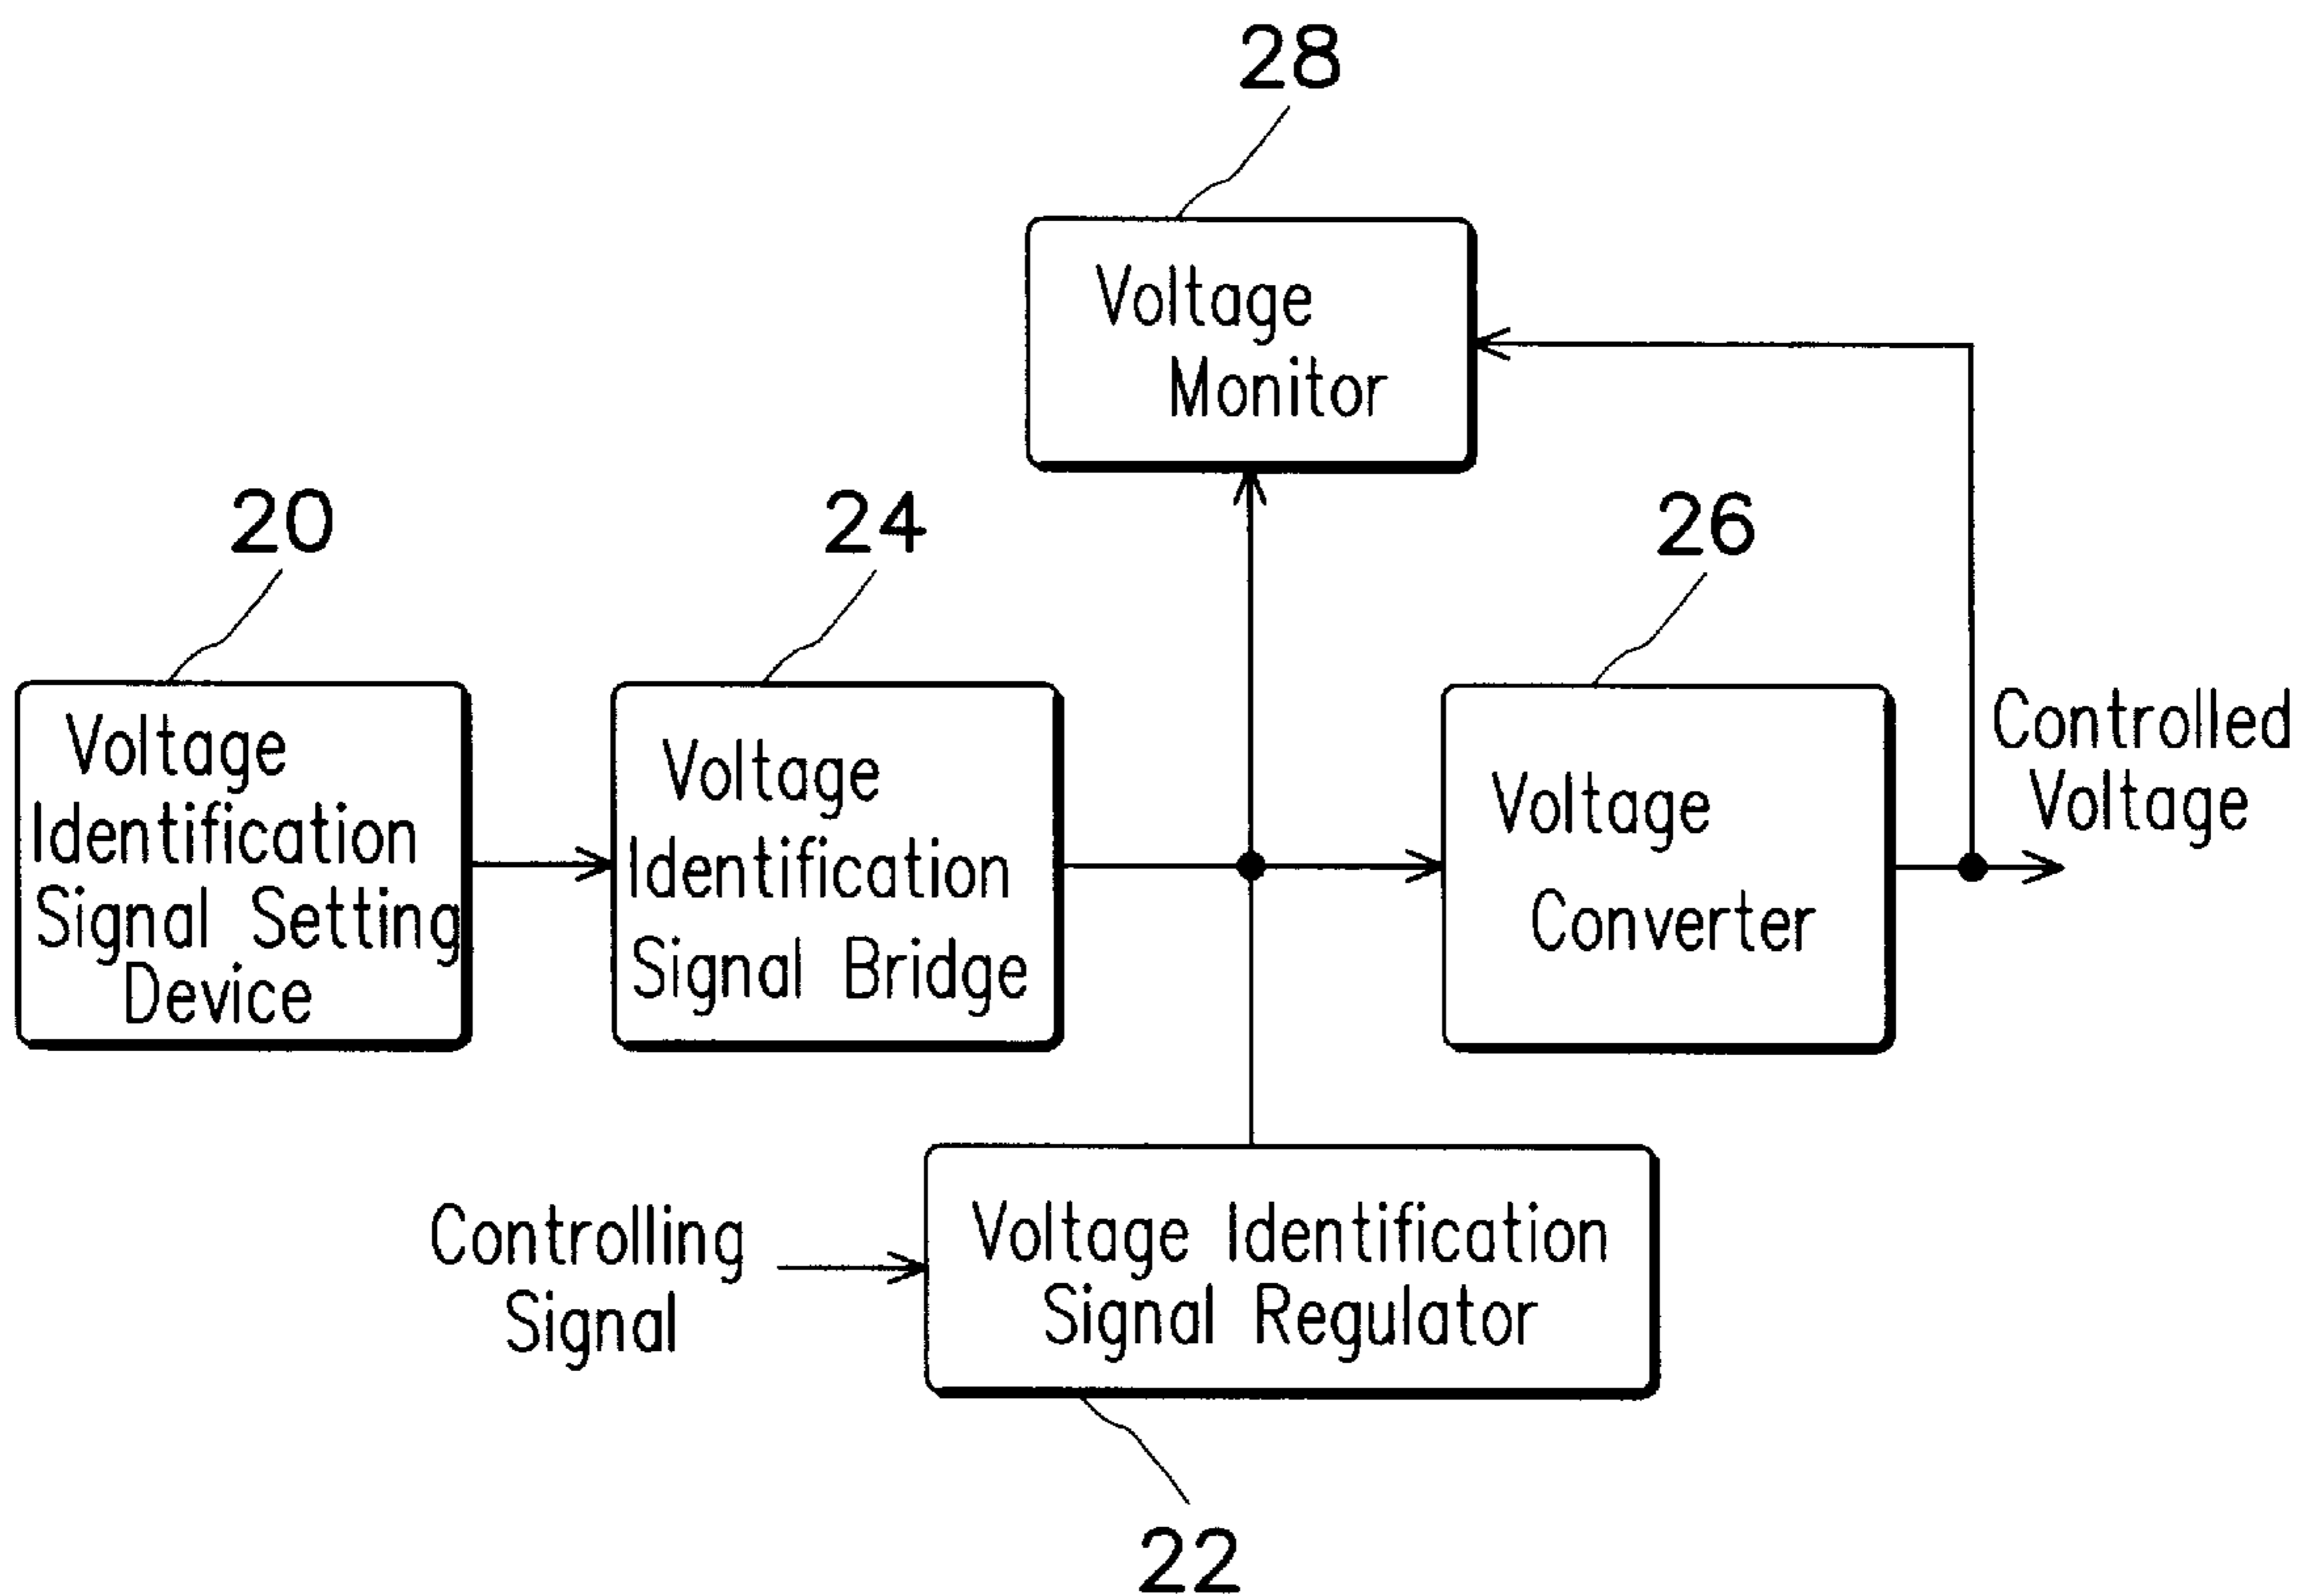 28
Voltage
Monitor
20
24
26
Voltage
Identification
Signal Setting
Device
Voltage
Identification
Signal Bridge
Voltage
Converter
Controlled
Voltage
Controlling
Signal
Voltage Identification
Signal Regulator
22